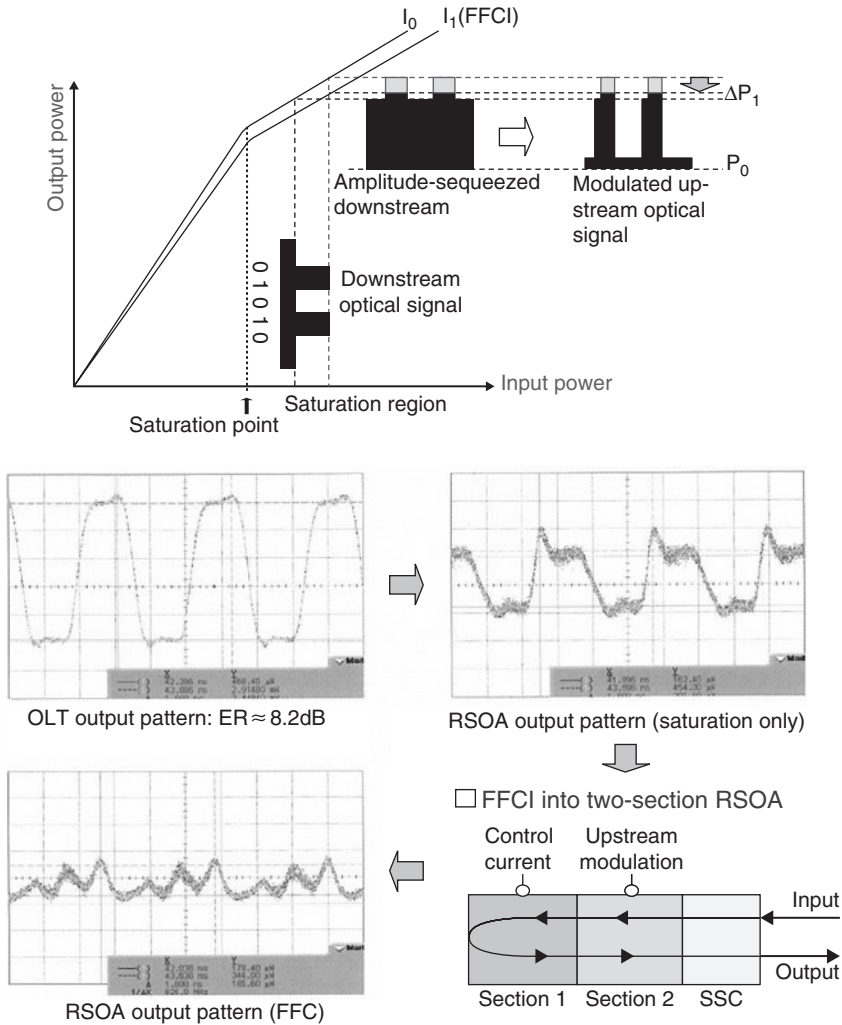 I0 I1(FFCI)
Output power
ΔP1
P0
Amplitude-sequeezed
downstream
Modulated up-
stream optical
signal
0 1 0 1 0
Downstream
optical signal
Input power
Saturation region
Saturation point
OLT output pattern: ER≈8.2dB
RSOA output pattern (saturation only)
FFCI into two-section RSOA
Control
current
Upstream
modulation
Input
Output
Section 1 Section 2 SSC
RSOA output pattern (FFC)